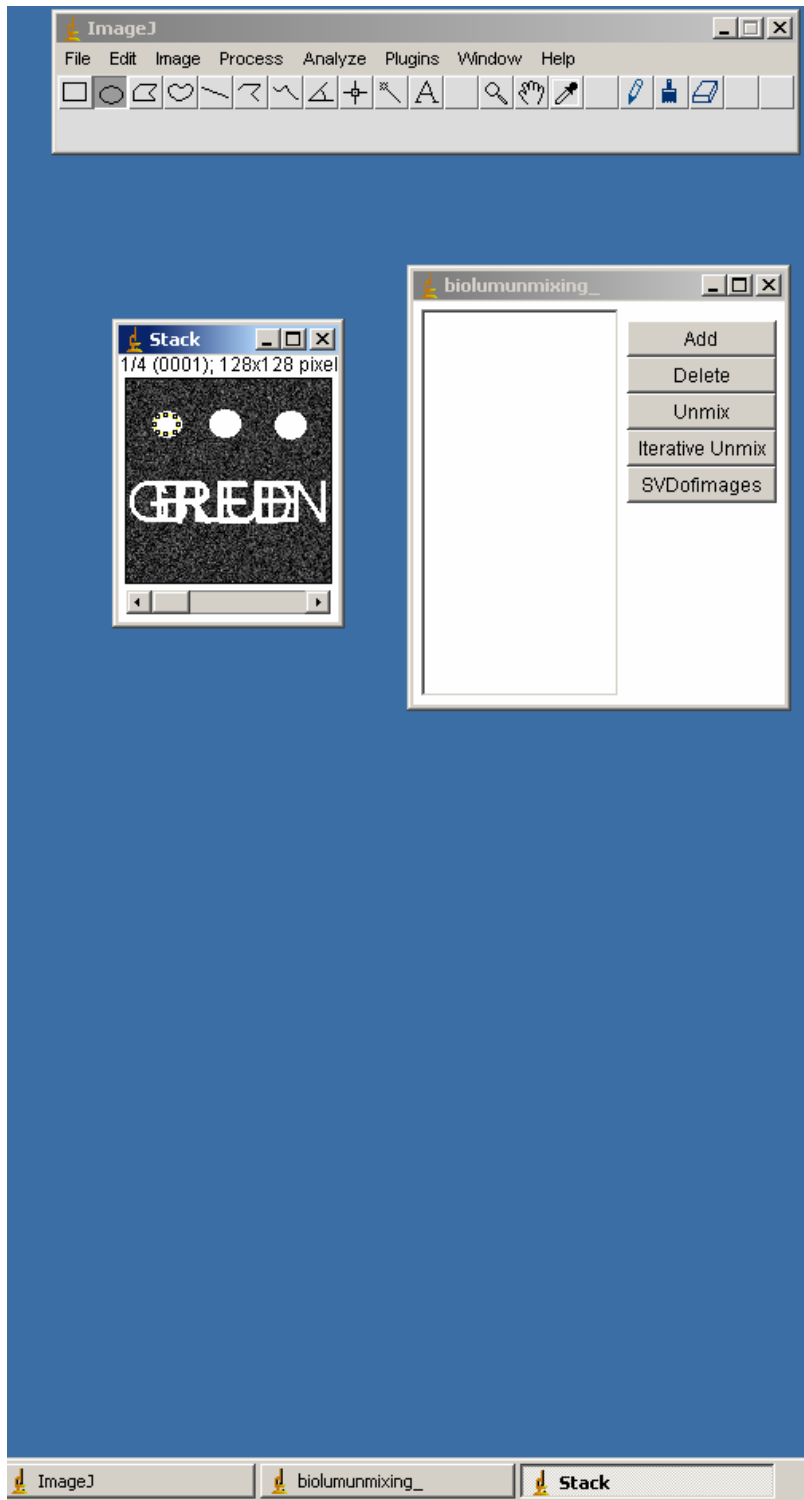 ImageJ
File Edit Image Process Analyze Plugins Window Help
A
biolumunmixing_
Stack
1/4 (0001); 128x128 pixel
Add
Delete
Unmix
Iterative Unmix
SVDofimages
ImageJ
biolumunmixing_
Stack